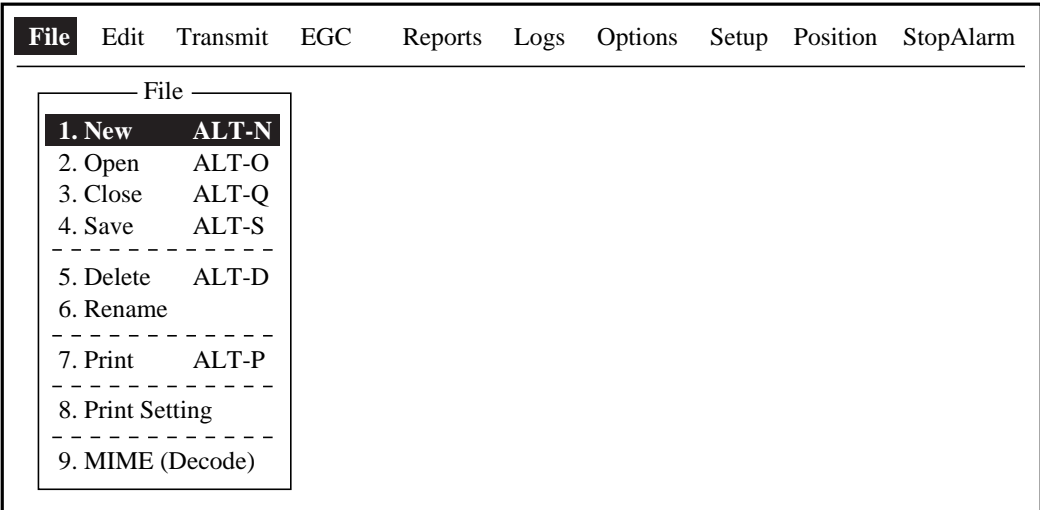 File Edit Transmit EGC Reports Logs Options Setup Position StopAlarm
File
1. New ALT-N
2. Open ALT-O
3. Close ALT-Q
4. Save ALT-S
5. Delete ALT-D
6. Rename
7. Print ALT-P
8. Print Setting
9. MIME (Decode)